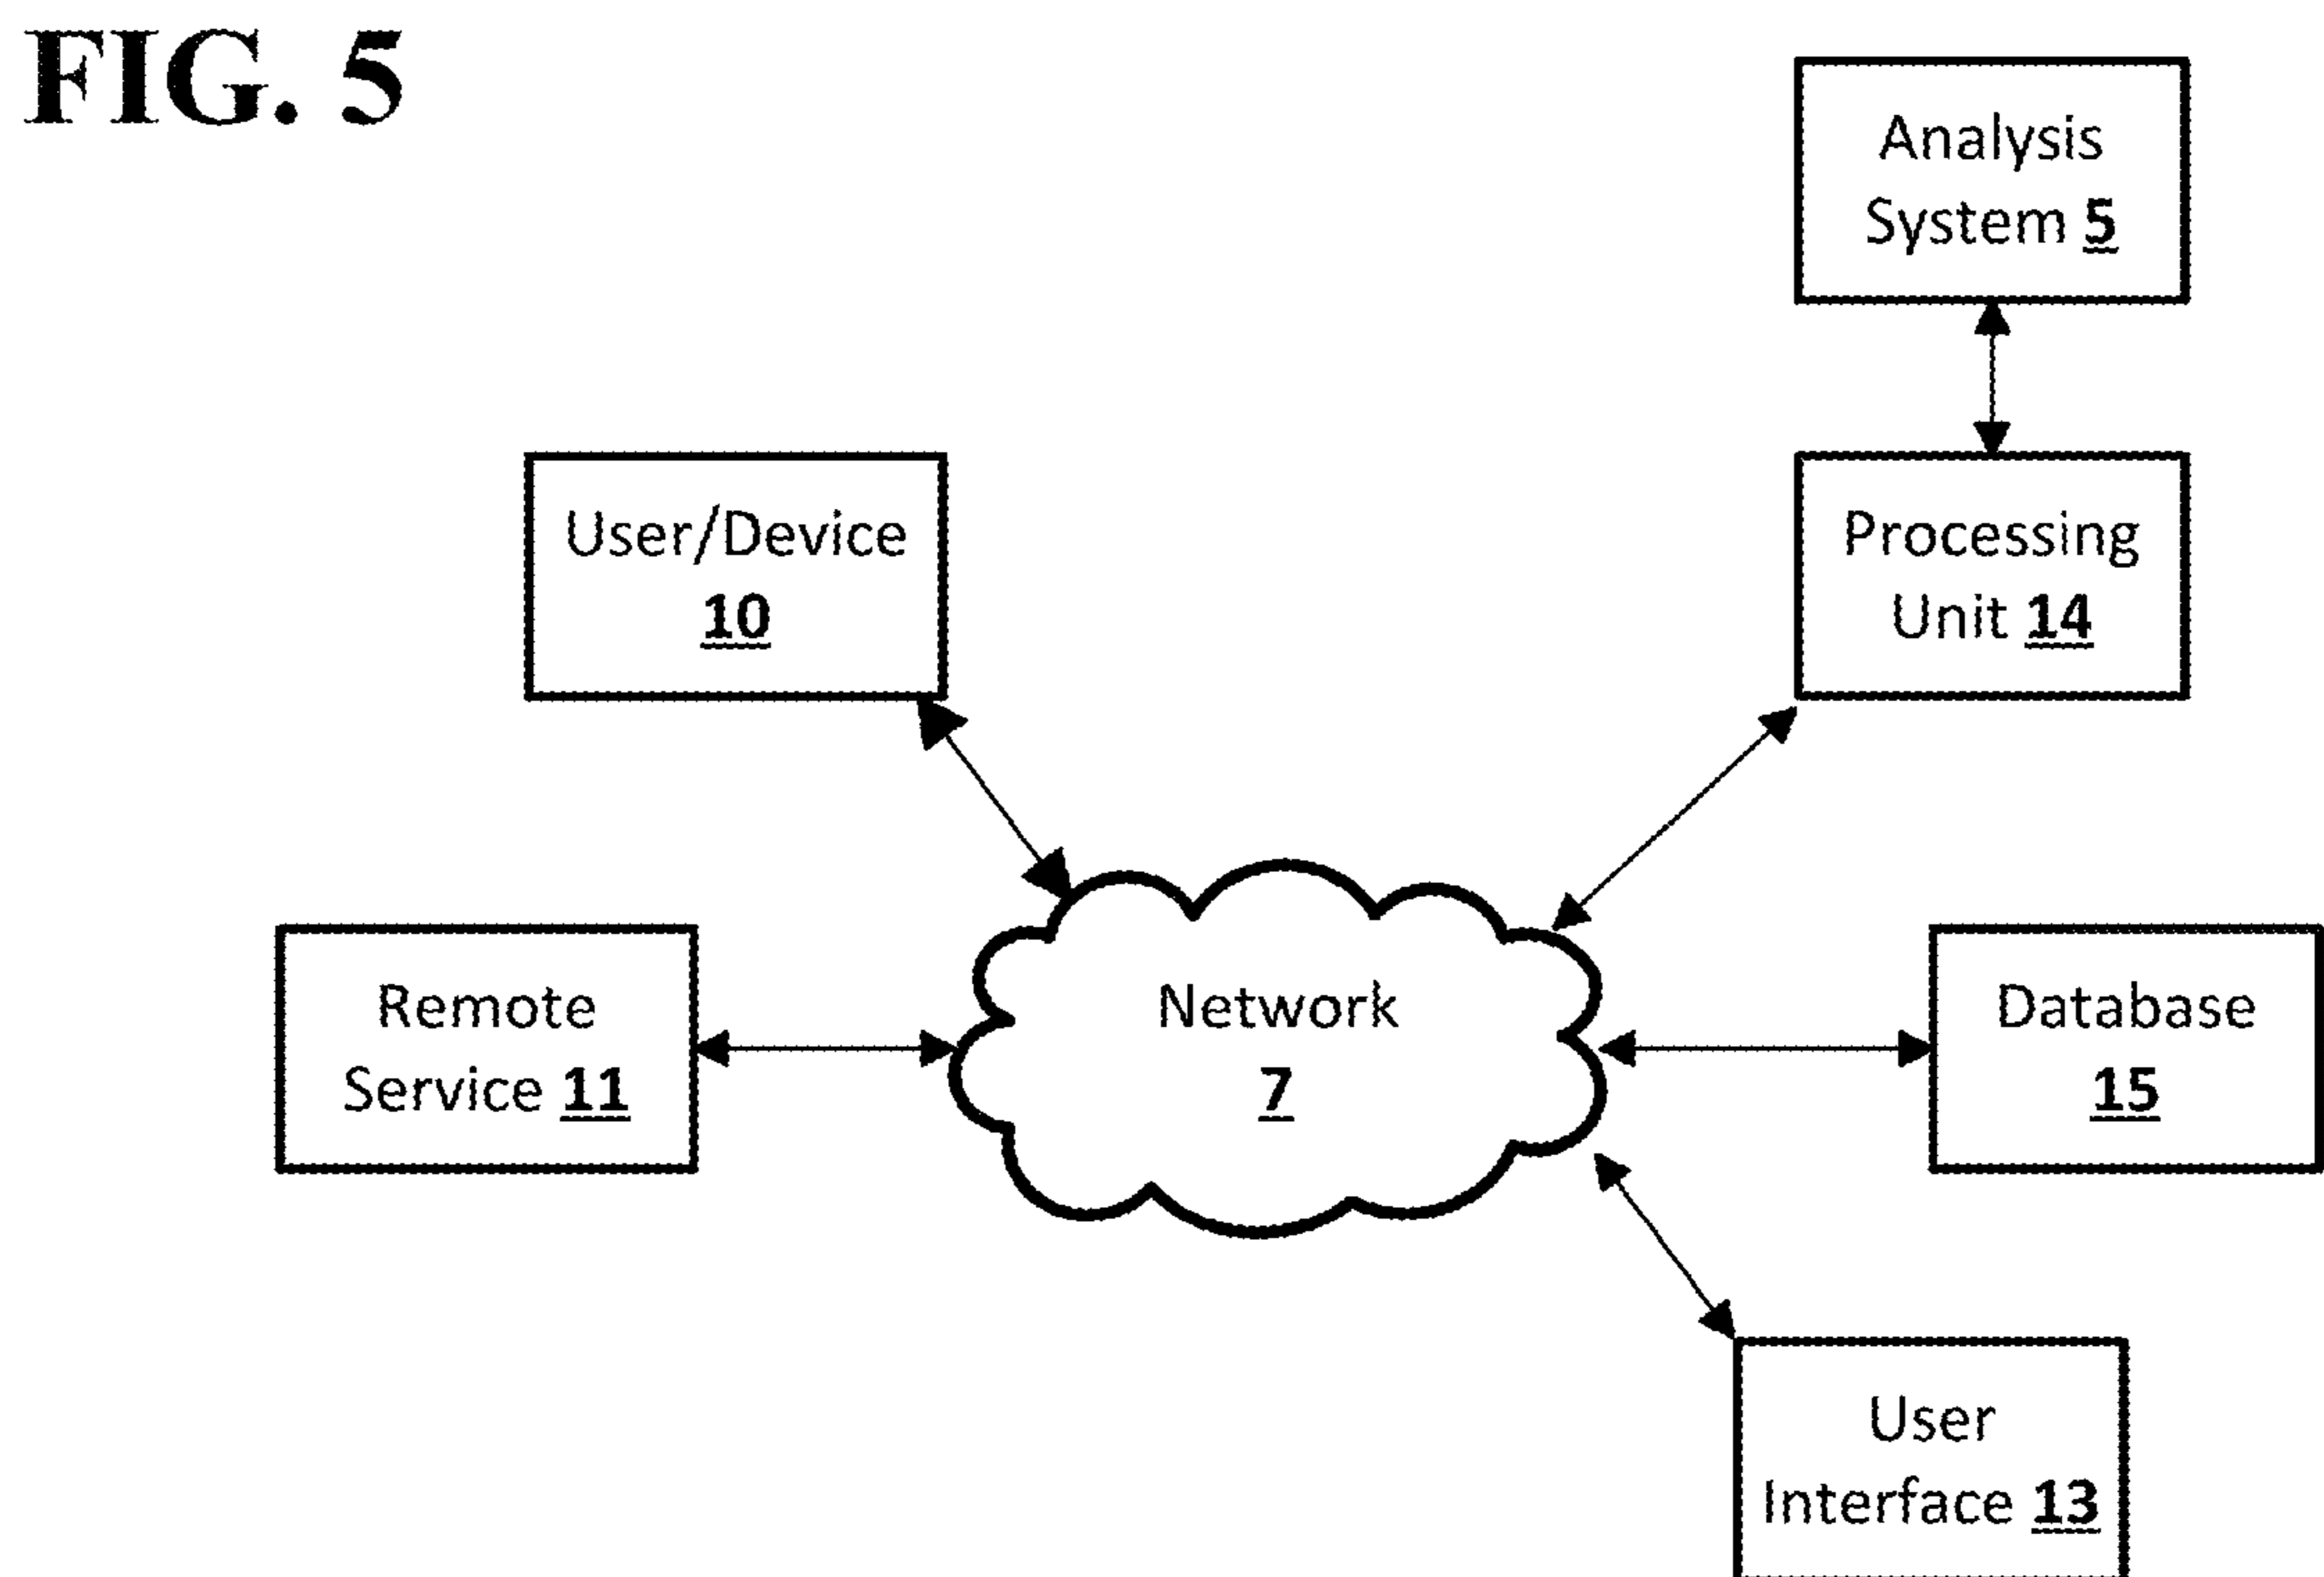 FIG. 5
Analysis
System 5
User/Device
10
Processing
Unit 14
Remote
Service 11
Network
7
Database
15
User
Interface 13